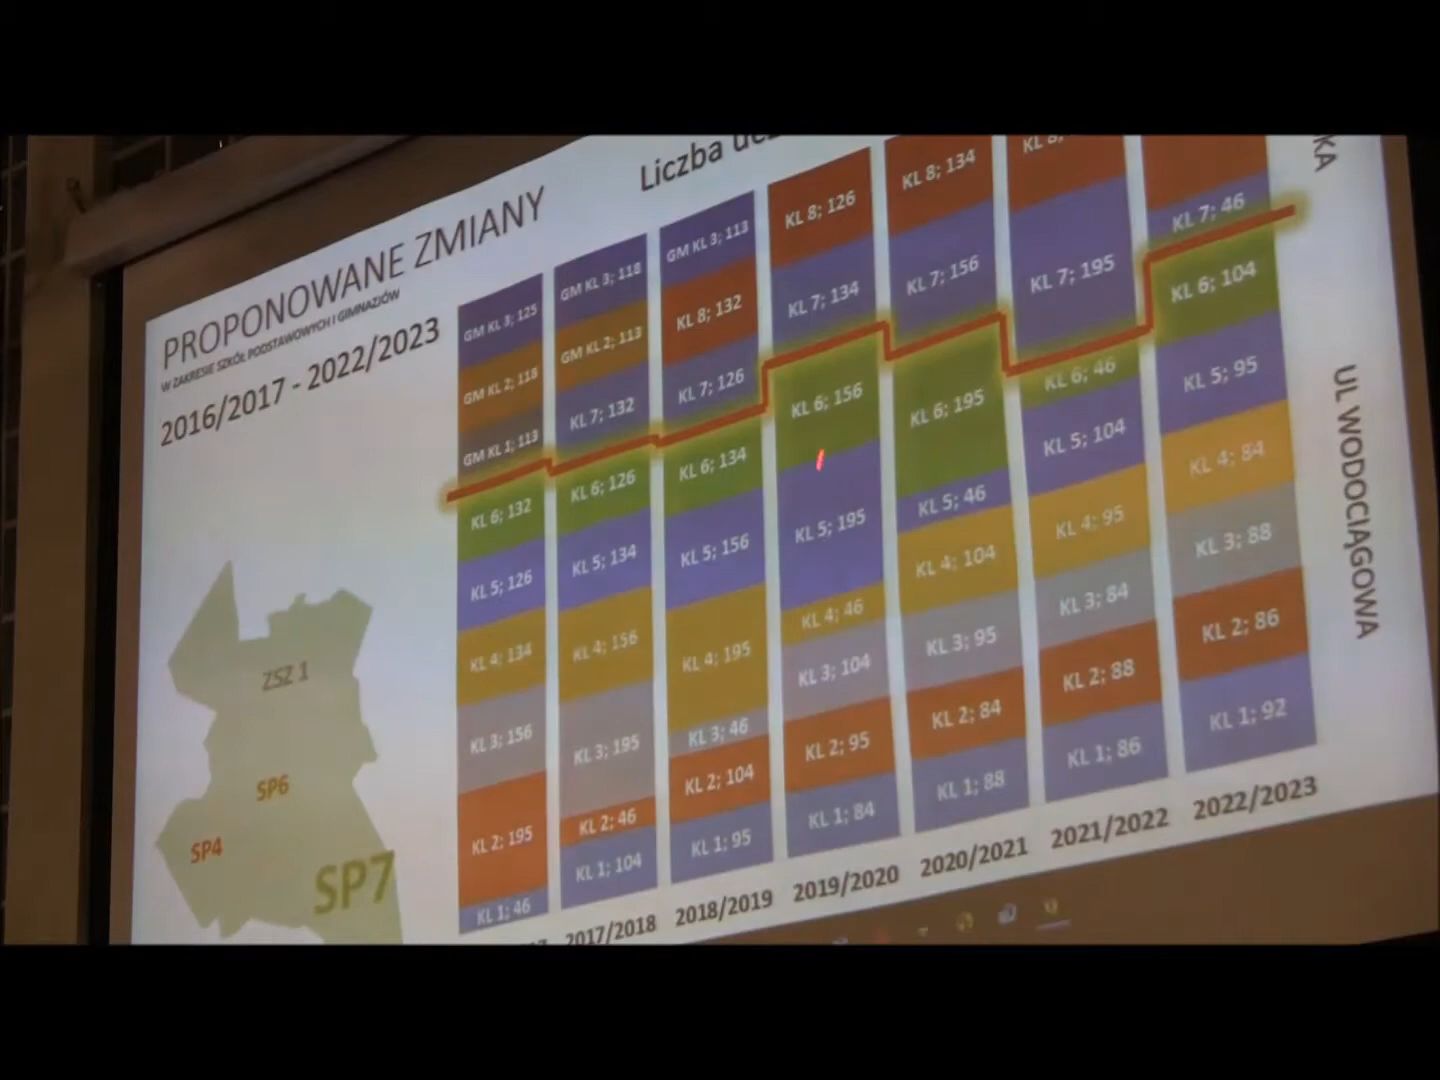 PROPONOWANE ZMIANY
W ZAKRESIE SZKÓŁ PODSTAWOWYCH I GIMNAZJÓW
2016/2017 - 2022/2023
Liczba
ZSZ 1
SP6
SP4
SP7
GM KL 3; 125
GM KL 2; 118
GM KL 1; 113
KL 6; 132
KL 5; 126
KL 4; 134
KL 3; 156
KL 2; 195
KL 1; 46
GM KL 3; 118
GM KL 2; 113
KL 7; 132
KL 6; 126
KL 5; 134
KL 4; 156
KL 3; 195
KL 2; 46
KL 1; 104
2017/2018
GM KL 3; 113
KL 8; 132
KL 7; 126
KL 6; 134
KL 5; 156
KL 4; 195
KL 3; 46
KL 2; 104
KL 1; 95
2018/2019
KL 8; 126
KL 7; 134
KL 6; 156
KL 5; 195
KL 4; 46
KL 3; 104
KL 2; 95
KL 1; 84
2019/2020
KL 8; 134
KL 7; 156
KL 6; 195
KL 5; 46
KL 4; 104
KL 3; 95
KL 2; 84
KL 1; 88
2020/2021
KL 8;
KL 7; 195
KL 6; 46
KL 5; 104
KL 4; 95
KL 3; 84
KL 2; 88
KL 1; 86
2021/2022
KL 7; 46
KL 6; 104
KL 5; 95
KL 4; 84
KL 3; 88
KL 2; 86
KL 1; 92
2022/2023
KA
UL WODOCIĄGOWA